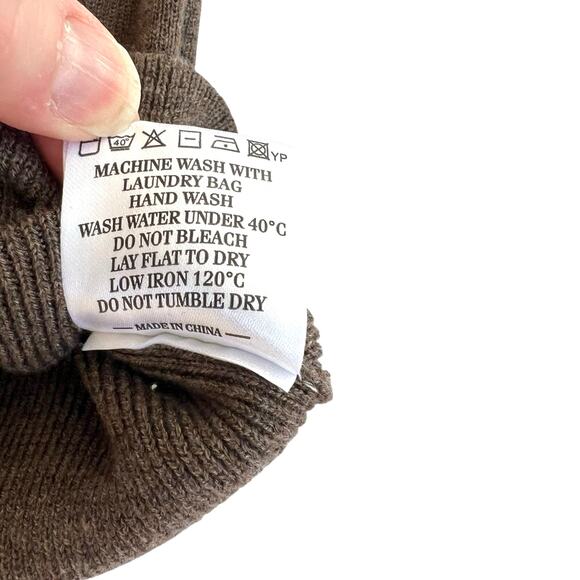 40°
YP
MACHINE WASH WITH
LAUNDRY BAG
HAND WASH
WASH WATER UNDER 40°C
DO NOT BLEACH
LAY FLAT TO DRY
LOW IRON 120°C
DO NOT TUMBLE DRY
— MADE IN CHINA —